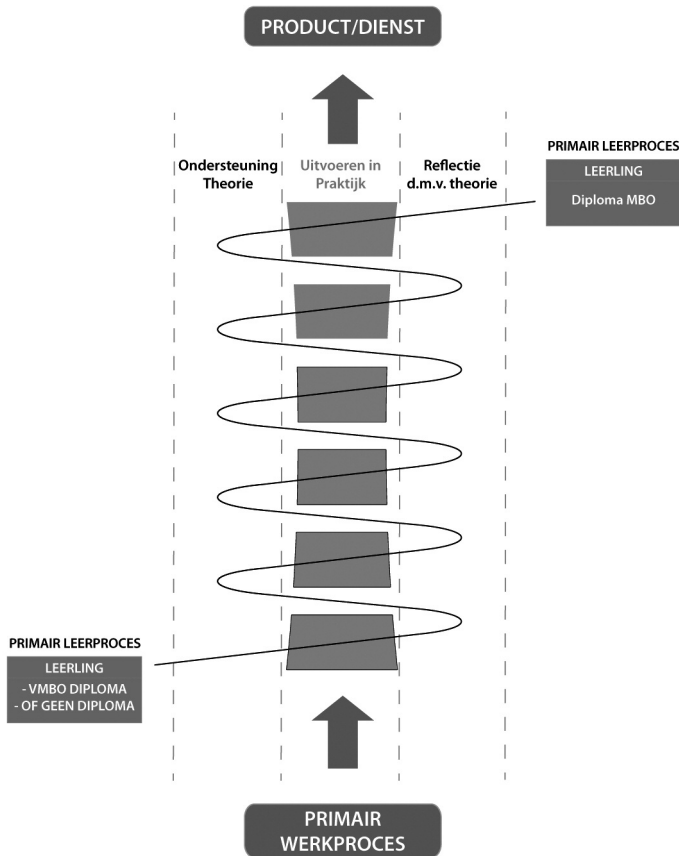 PRODUCT/DIENST
PRIMAIR LEERPROCES
LEERLING
Diploma MBO
Ondersteuning
Theorie
Uitvoeren in
Praktijk
Reflectie
d.m.v. theorie
PRIMAIR LEERPROCES
LEERLING
- VMBO DIPLOMA
- OF GEEN DIPLOMA
PRIMAIR
WERKPROCES